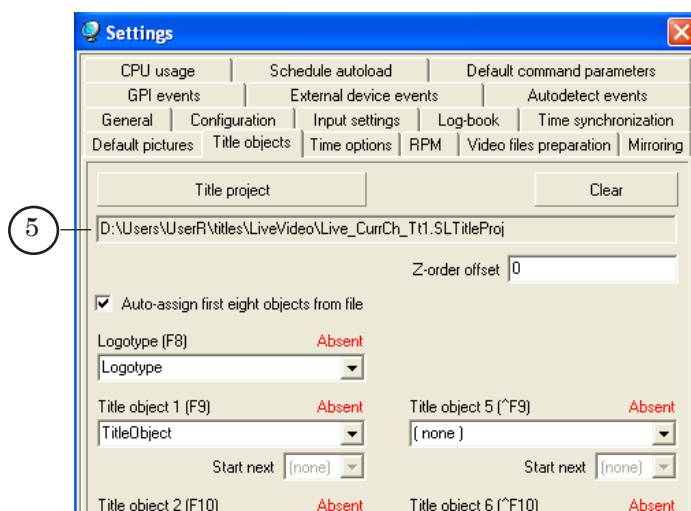 Settings
CPU usage Schedule autoload Default command parameters
GPI events External device events Autodetect events
General Configuration Input settings Log-book Time synchronization
Default pictures Title objects Time options RPM Video files preparation Mirroring
Title project Clear
5 D:\Users\UserR\titles\LiveVideo\Live_CurrCh_Tt1.SLTitleProj
Z-order offset 0
Auto-assign first eight objects from file
Logotype (F8) Absent
Logotype
Title object 1 (F9) Absent Title object 5 (^F9) Absent
TitleObject ( none )
Start next (none) Start next (none)
Title object 2 (F10) Absent Title object 6 (^F10) Absent